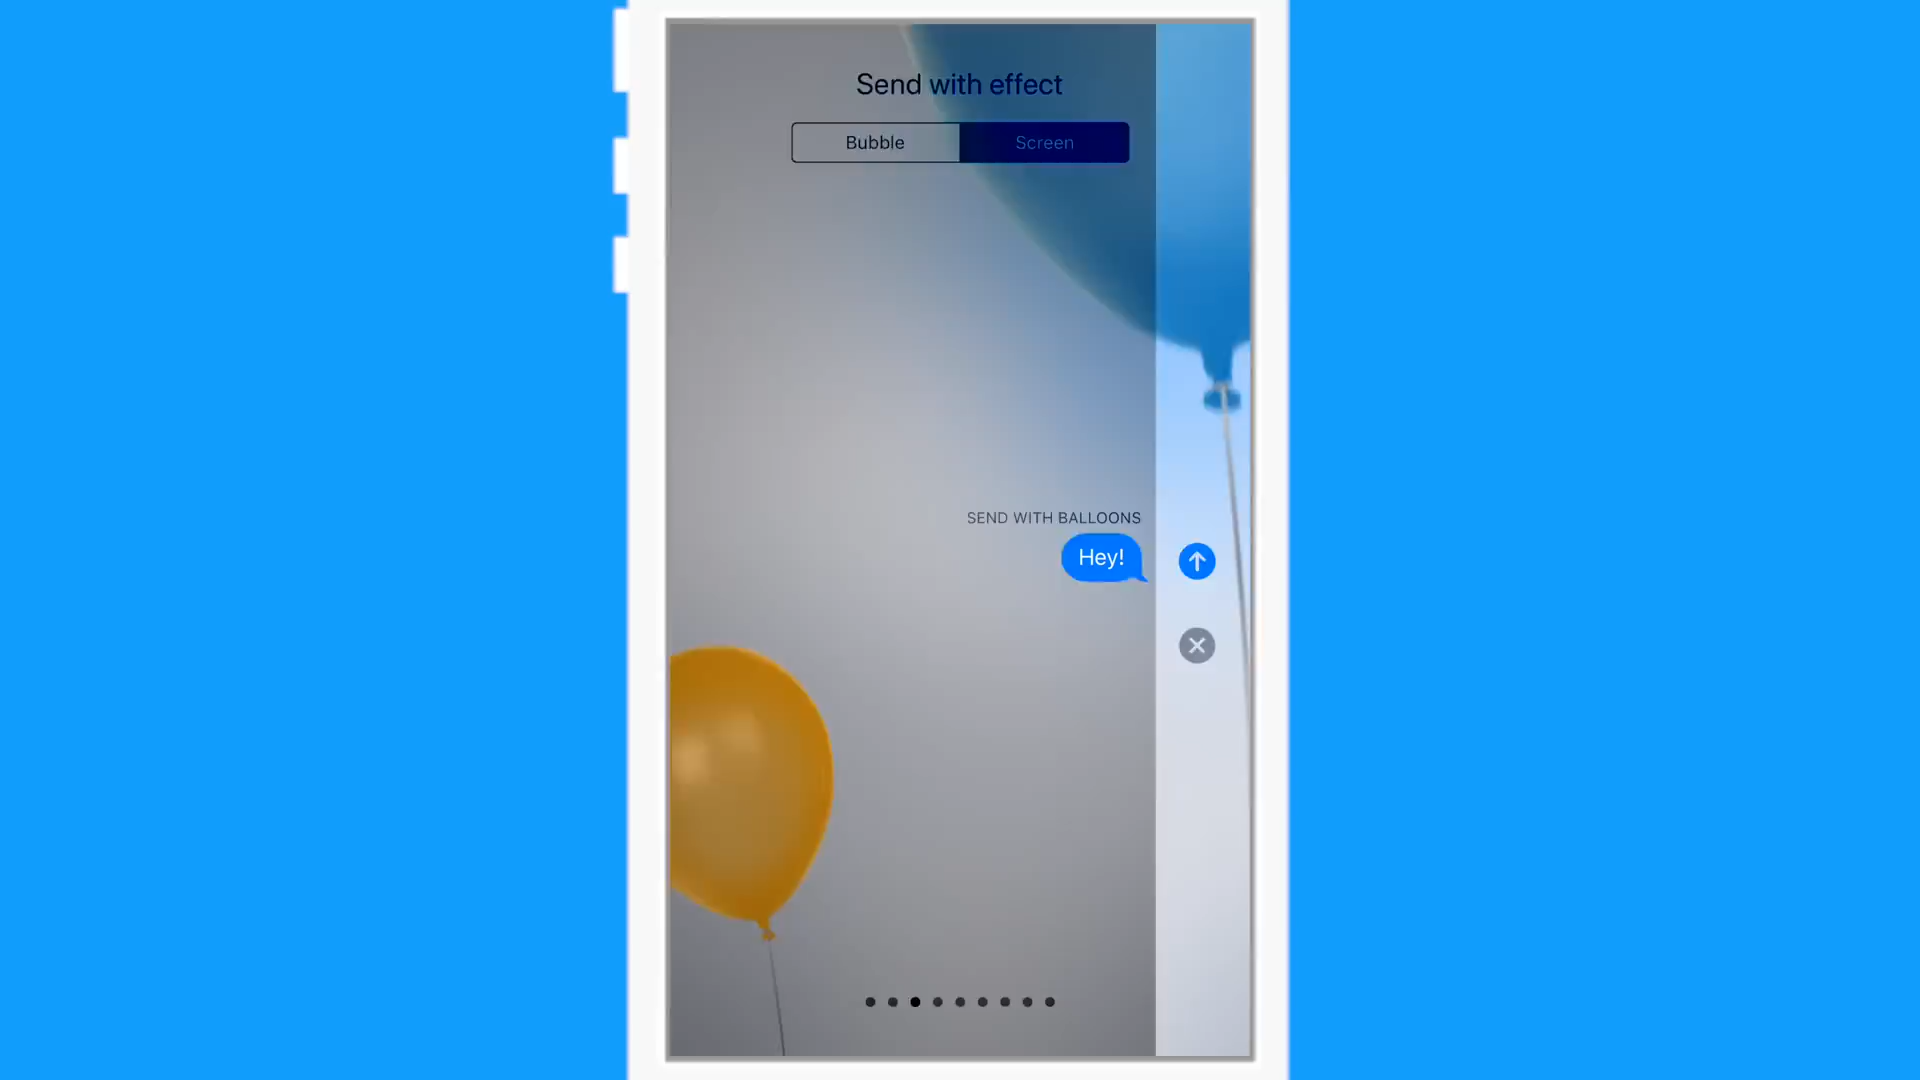 Send with effect
Bubble
Screen
SEND WITH BALLOONS
Hey!